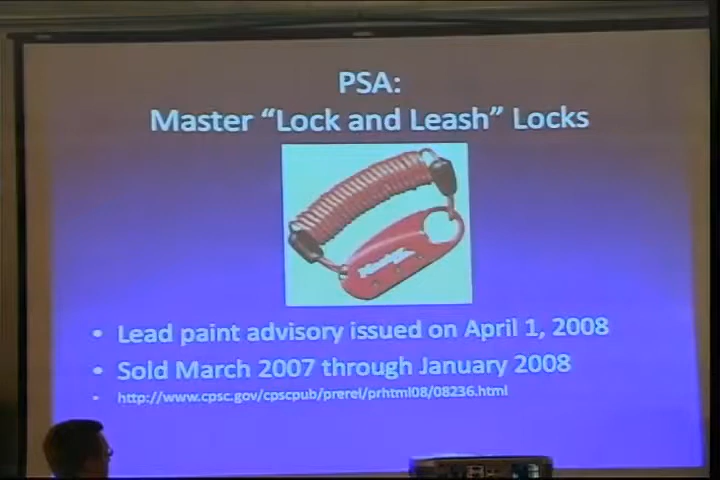 PSA:
Master “Lock and Leash” Locks
• Lead paint advisory issued on April 1, 2008
• Sold March 2007 through January 2008
• http://www.cpsc.gov/cpscpub/prerel/prhtml08/08236.html